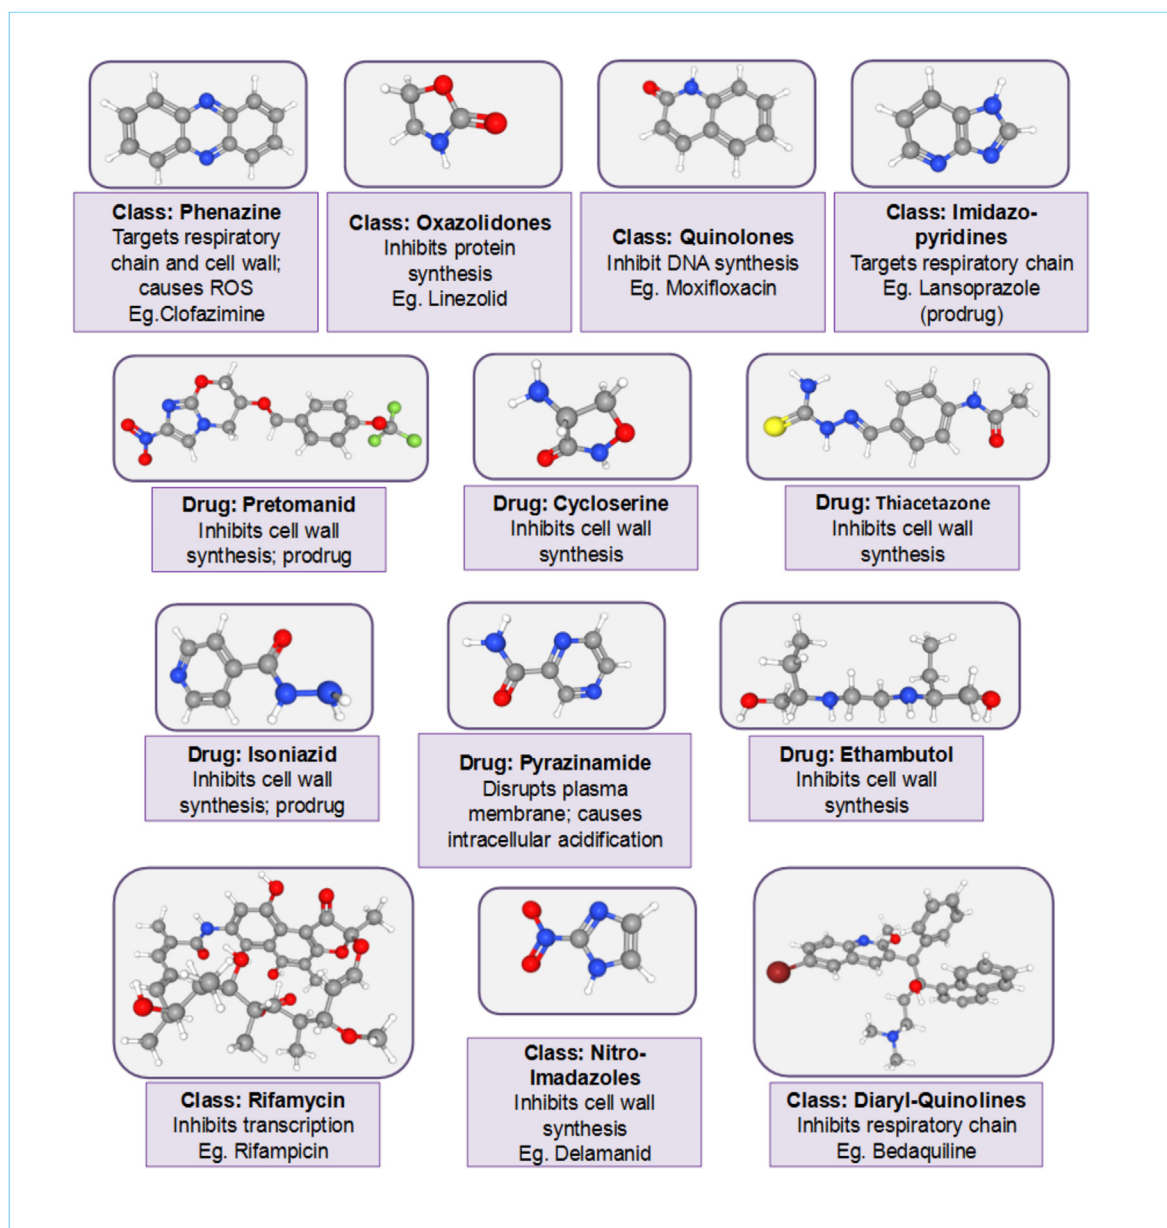 Class: Phenazine
Targets respiratory
chain and cell wall;
causes ROS
Eg.Clofazimine
Class: Oxazolidones
Inhibits protein
synthesis
Eg. Linezolid
Class: Quinolones
Inhibit DNA synthesis
Eg. Moxifloxacin
Class: Imidazo-
pyridines
Targets respiratory chain
Eg. Lansoprazole
(prodrug)
Drug: Pretomanid
Inhibits cell wall
synthesis; prodrug
Drug: Cycloserine
Inhibits cell wall
synthesis
Drug: Thiacetazone
Inhibits cell wall
synthesis
Drug: Isoniazid
Inhibits cell wall
synthesis; prodrug
Drug: Pyrazinamide
Disrupts plasma
membrane; causes
intracellular acidification
Drug: Ethambutol
Inhibits cell wall
synthesis
Class: Rifamycin
Inhibits transcription
Eg. Rifampicin
Class: Nitro-
Imadazoles
Inhibits cell wall
synthesis
Eg. Delamanid
Class: Diaryl-Quinolines
Inhibits respiratory chain
Eg. Bedaquiline